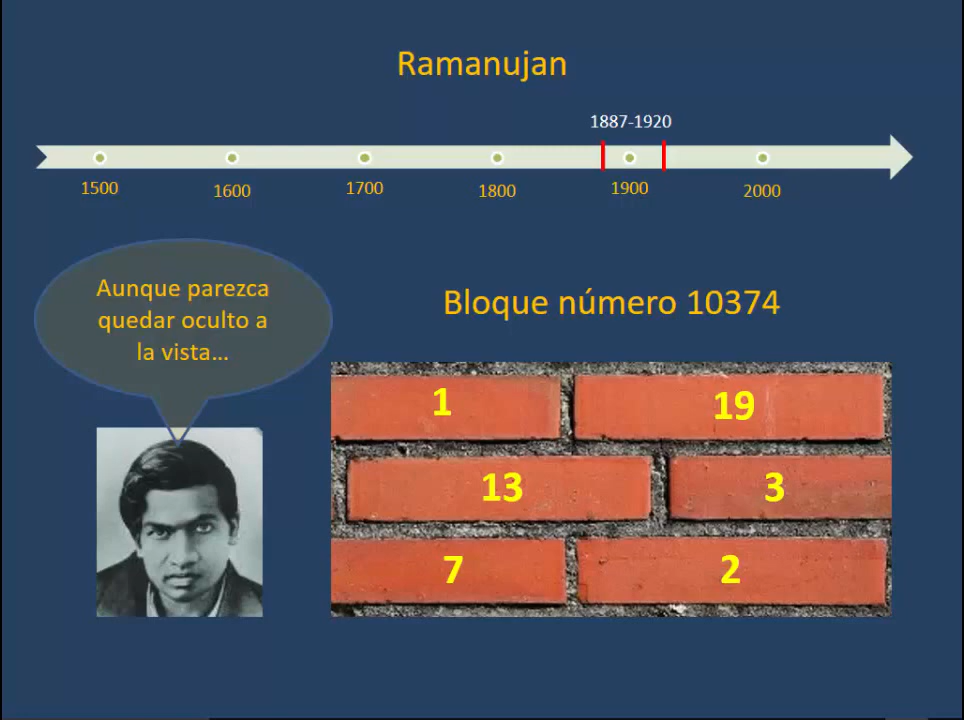 Ramanujan
1887-1920
1500
1600
1700
1800
1900
2000
Aunque parezca
quedar oculto a
la vista...
Bloque número 10374
1
19
13
3
7
2